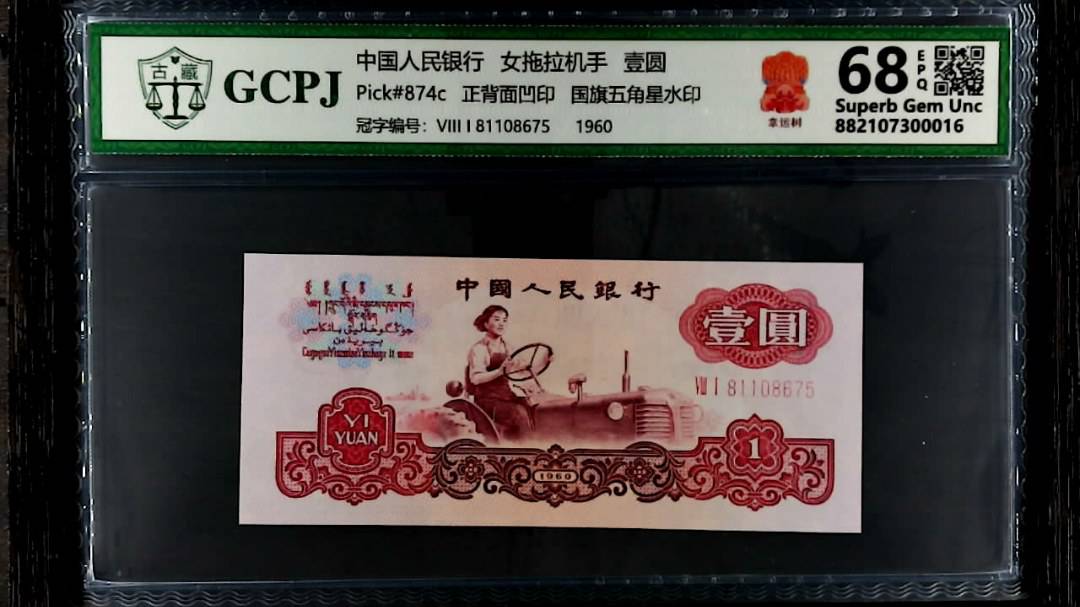 古 藏
GCPJ
中国人民银行 女拖拉机手 壹圆
Pick#874c 正背面凹印 国旗五角星水印
冠字编号: VIII I 81108675 1960
幸运树
68
EPQ
Superb Gem Unc
882107300016
中國人民銀行
壹圓
VIII I 81108675
YI
YUAN
1960
1